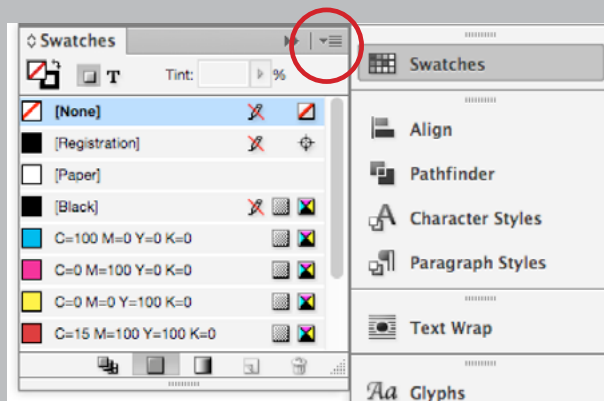 Swatches
T Tint: %
[None]
[Registration]
[Paper]
[Black]
C=100 M=0 Y=0 K=0
C=0 M=100 Y=0 K=0
C=0 M=0 Y=100 K=0
C=15 M=100 Y=100 K=0
Swatches
Align
Pathfinder
Character Styles
Paragraph Styles
Text Wrap
Glyphs